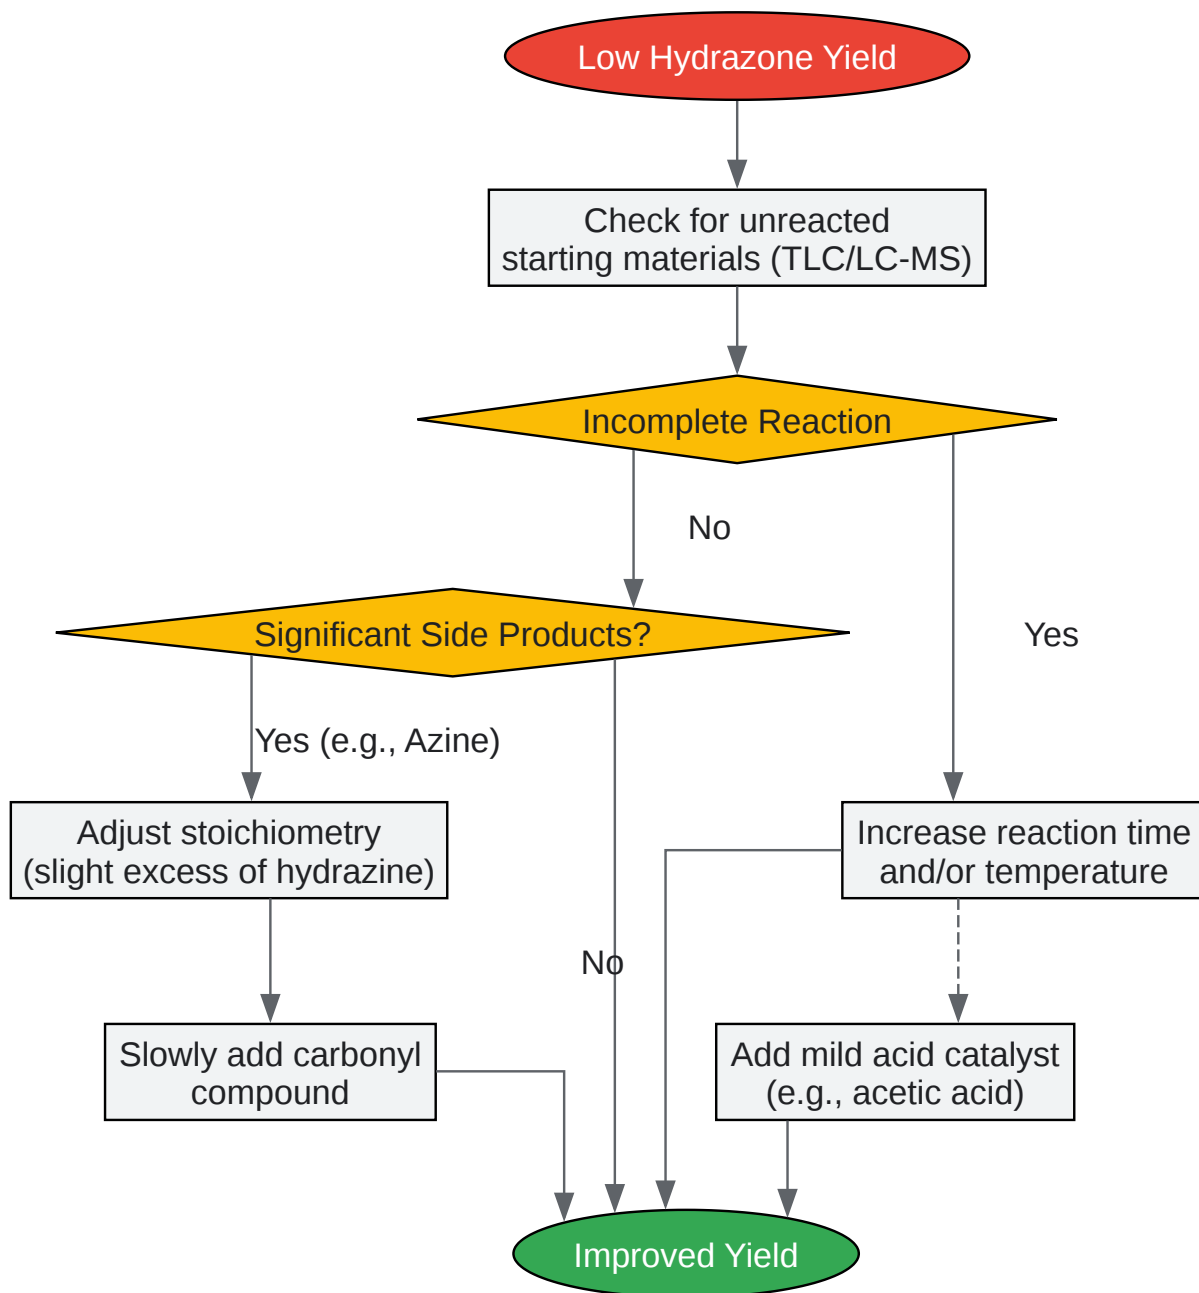 Low Hydrazone Yield
Check for unreacted
starting materials (TLC/LC-MS)
Incomplete Reaction
No
Significant Side Products?
Yes
Yes (e.g., Azine)
Adjust stoichiometry
(slight excess of hydrazine)
Increase reaction time
and/or temperature
No
Slowly add carbonyl
compound
Add mild acid catalyst
(e.g., acetic acid)
Improved Yield